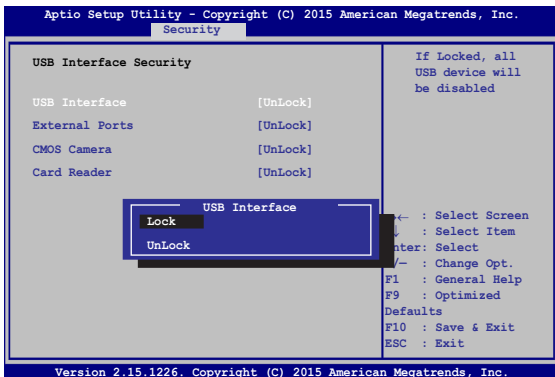 Aptio Setup Utility - Copyright (C) 2015 American Megatrends, Inc.
Security
USB Interface Security
USB Interface [UnLock]
External Ports [UnLock]
CMOS Camera [UnLock]
Card Reader [UnLock]
USB Interface
Lock
UnLock
If Locked, all
USB device will
be disabled
: Select Screen
: Select Item
: Select
: Change Opt.
F1 : General Help
F9 : Optimized
Defaults
F10 : Save & Exit
ESC : Exit
Version 2.15.1226. Copyright (C) 2015 American Megatrends, Inc.